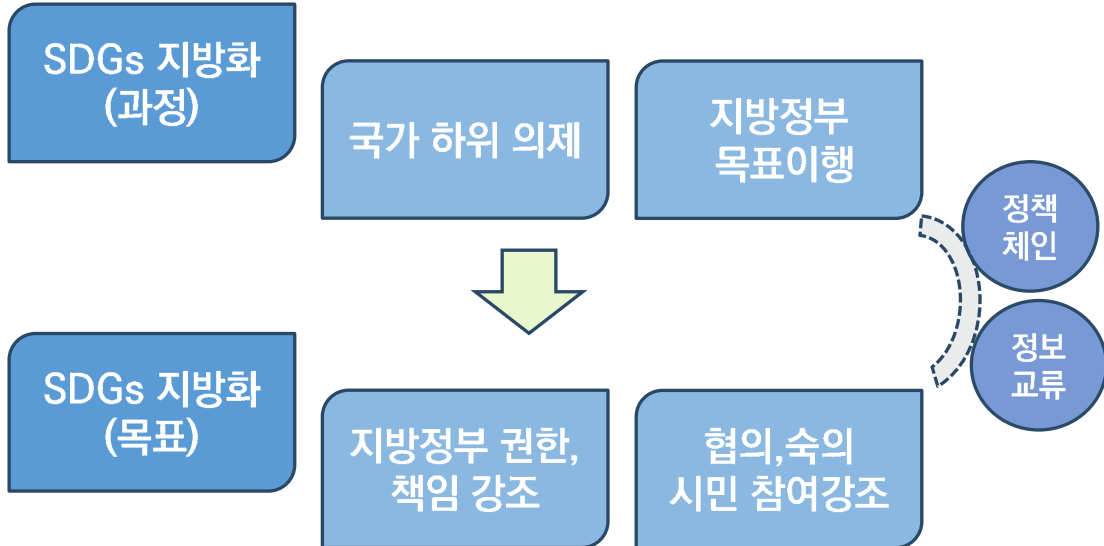 SDGs 지방화
(과정)
국가 하위 의제
지방정부
목표이행
정책
체인
정보
교류
SDGs 지방화
(목표)
지방정부 권한,
책임 강조
협의,숙의
시민 참여강조